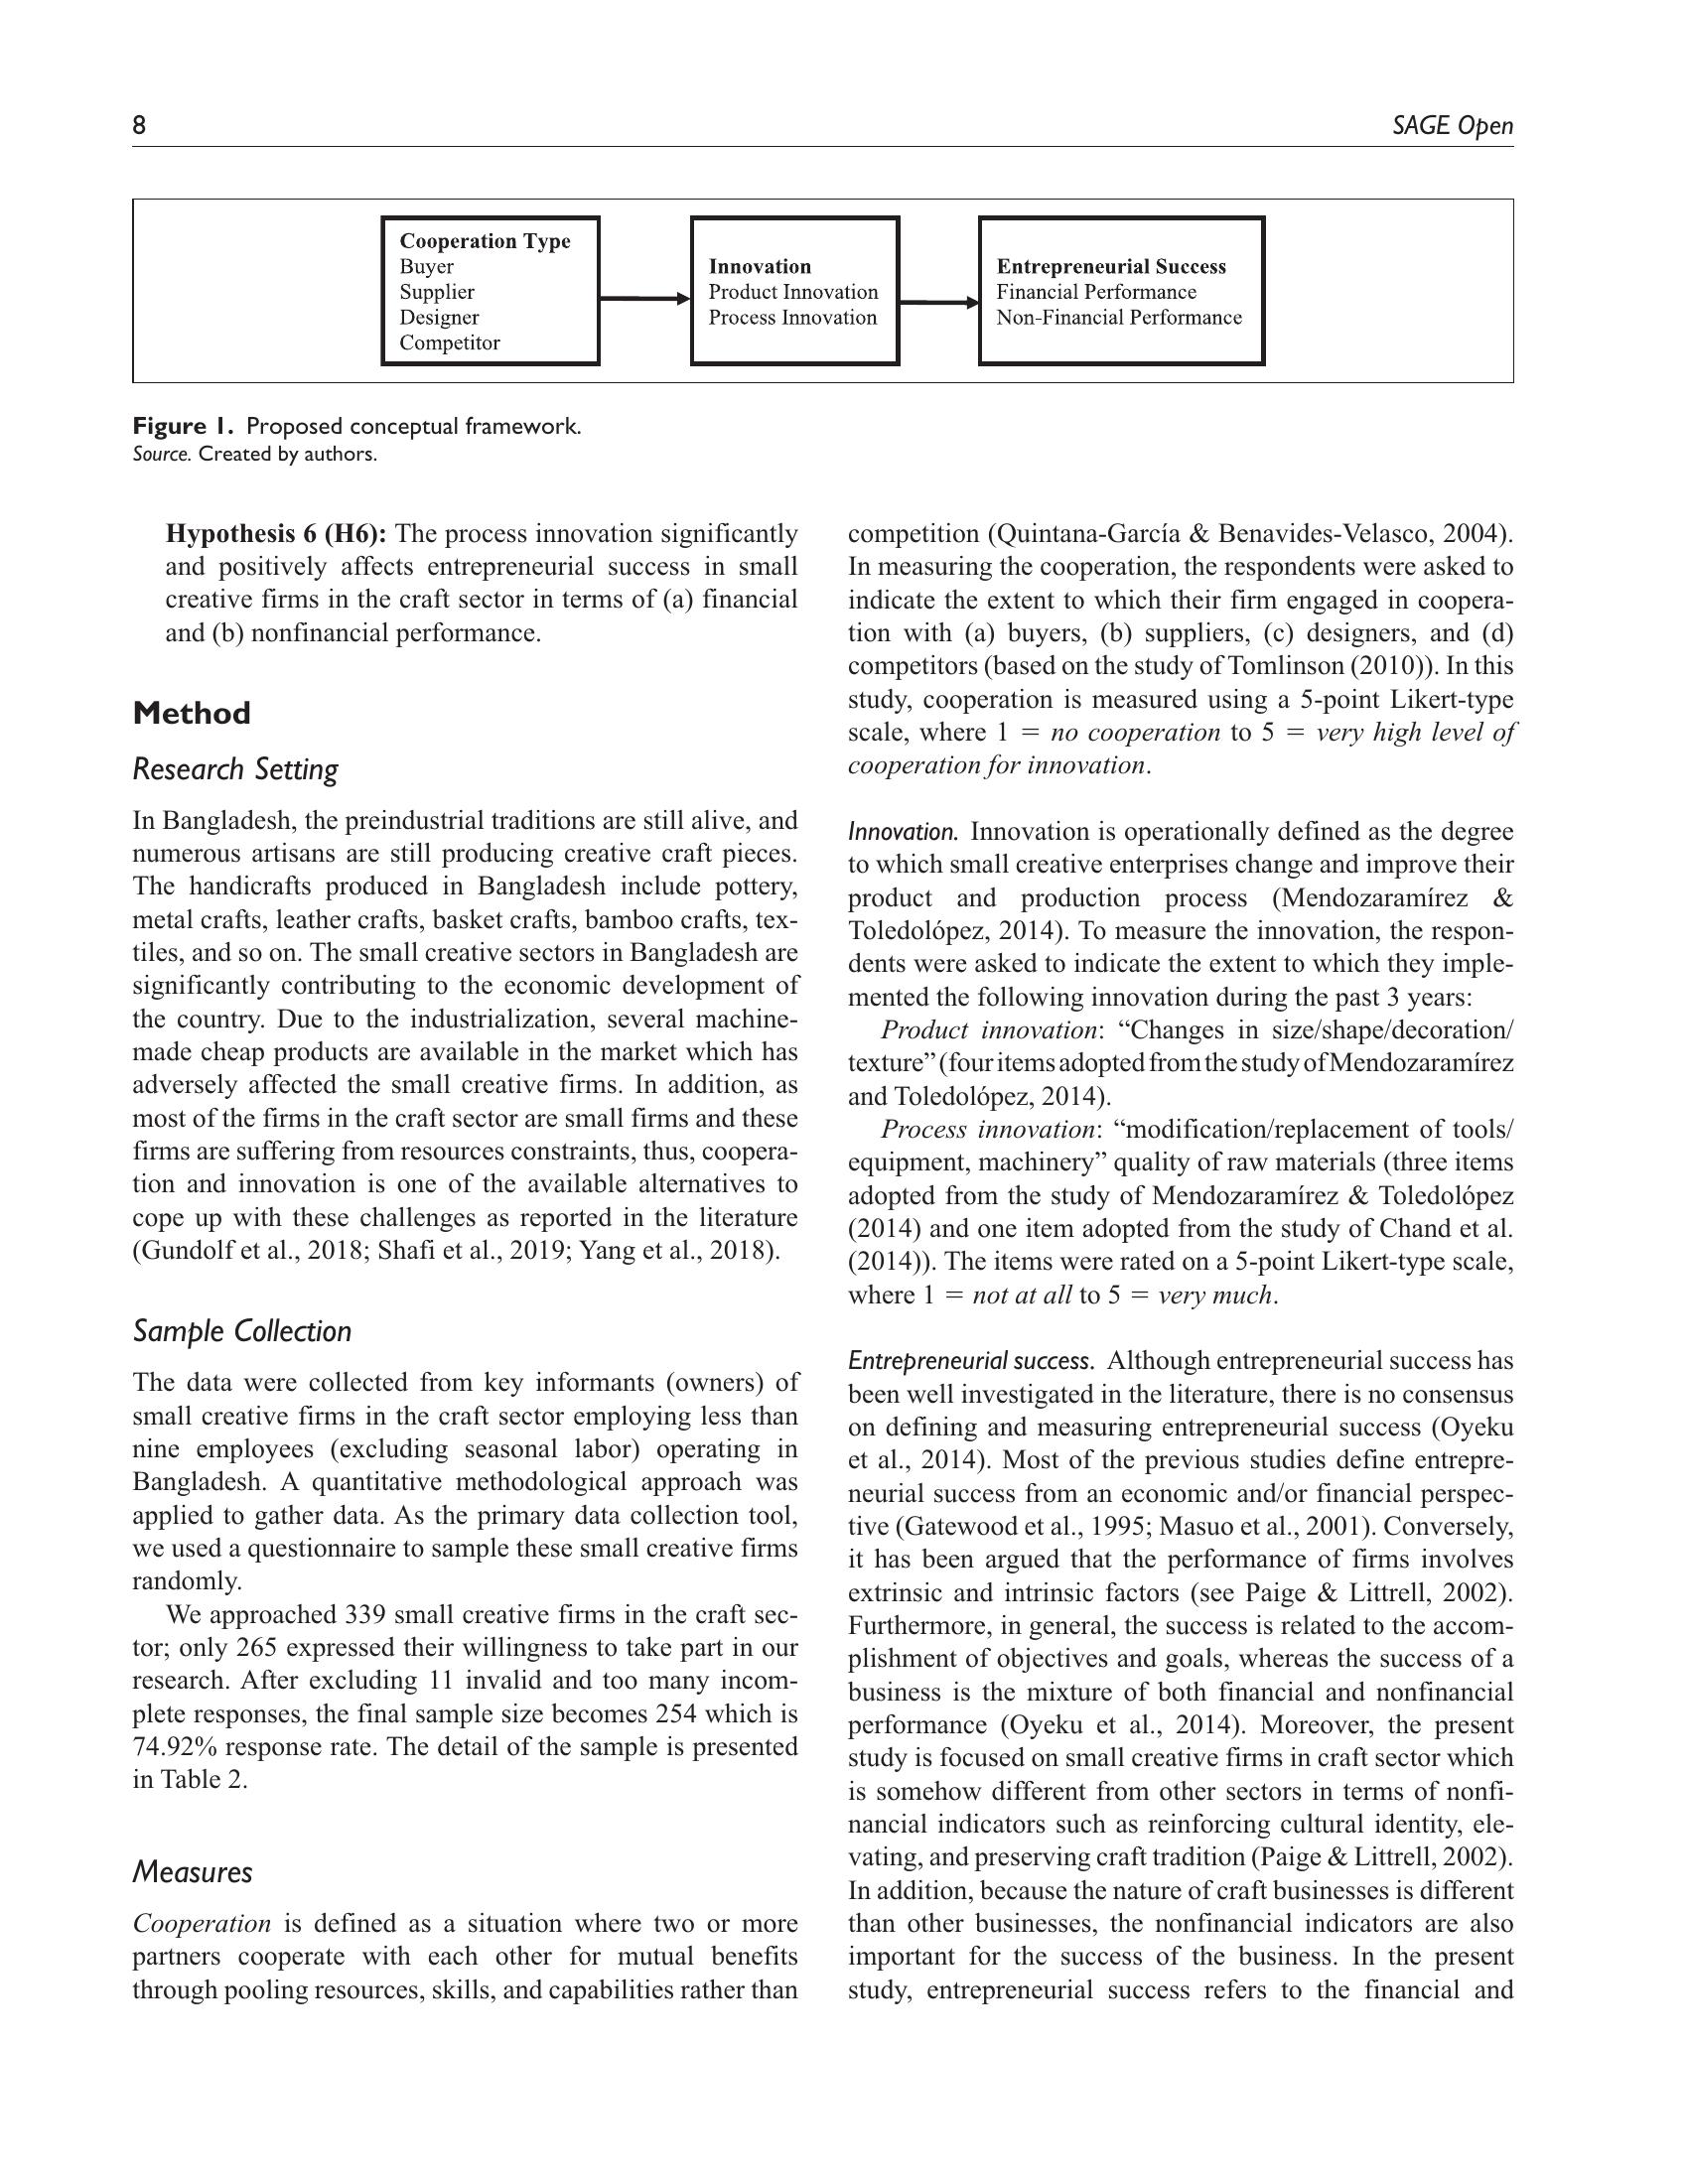 8
SAGE Open
Cooperation Type
Buyer
Supplier
Designer
Competitor
Innovation
Product Innovation
Process Innovation
Entrepreneurial Success
Financial Performance
Non-Financial Performance
Figure 1. Proposed conceptual framework.
Source. Created by authors.
Hypothesis 6 (H6): The process innovation significantly
and positively affects entrepreneurial success in small
creative firms in the craft sector in terms of (a) financial
and (b) nonfinancial performance.
Method
Research Setting
In Bangladesh, the preindustrial traditions are still alive, and
numerous artisans are still producing creative craft pieces.
The handicrafts produced in Bangladesh include pottery,
metal crafts, leather crafts, basket crafts, bamboo crafts, tex-
tiles, and so on. The small creative sectors in Bangladesh are
significantly contributing to the economic development of
the country. Due to the industrialization, several machine-
made cheap products are available in the market which has
adversely affected the small creative firms. In addition, as
most of the firms in the craft sector are small firms and these
firms are suffering from resources constraints, thus, coopera-
tion and innovation is one of the available alternatives to
cope up with these challenges as reported in the literature
(Gundolf et al., 2018; Shafi et al., 2019; Yang et al., 2018).
Sample Collection
The data were collected from key informants (owners) of
small creative firms in the craft sector employing less than
nine employees (excluding seasonal labor) operating in
Bangladesh. A quantitative methodological approach was
applied to gather data. As the primary data collection tool,
we used a questionnaire to sample these small creative firms
randomly.
We approached 339 small creative firms in the craft sec-
tor; only 265 expressed their willingness to take part in our
research. After excluding 11 invalid and too many incom-
plete responses, the final sample size becomes 254 which is
74.92% response rate. The detail of the sample is presented
in Table 2.
Measures
Cooperation is defined as a situation where two or more
partners cooperate with each other for mutual benefits
through pooling resources, skills, and capabilities rather than
competition (Quintana-García & Benavides-Velasco, 2004).
In measuring the cooperation, the respondents were asked to
indicate the extent to which their firm engaged in coopera-
tion with (a) buyers, (b) suppliers, (c) designers, and (d)
competitors (based on the study of Tomlinson (2010)). In this
study, cooperation is measured using a 5-point Likert-type
scale, where 1 = no cooperation to 5 = very high level of
cooperation for innovation.
Innovation. Innovation is operationally defined as the degree
to which small creative enterprises change and improve their
product and production process (Mendozaramírez &
Toledolópez, 2014). To measure the innovation, the respon-
dents were asked to indicate the extent to which they imple-
mented the following innovation during the past 3 years:
Product innovation: “Changes in size/shape/decoration/
texture” (four items adopted from the study of Mendozaramírez
and Toledolópez, 2014).
Process innovation: “modification/replacement of tools/
equipment, machinery” quality of raw materials (three items
adopted from the study of Mendozaramírez & Toledolópez
(2014) and one item adopted from the study of Chand et al.
(2014)). The items were rated on a 5-point Likert-type scale,
where 1 = not at all to 5 = very much.
Entrepreneurial success. Although entrepreneurial success has
been well investigated in the literature, there is no consensus
on defining and measuring entrepreneurial success (Oyeku
et al., 2014). Most of the previous studies define entrepre-
neurial success from an economic and/or financial perspec-
tive (Gatewood et al., 1995; Masuo et al., 2001). Conversely,
it has been argued that the performance of firms involves
extrinsic and intrinsic factors (see Paige & Littrell, 2002).
Furthermore, in general, the success is related to the accom-
plishment of objectives and goals, whereas the success of a
business is the mixture of both financial and nonfinancial
performance (Oyeku et al., 2014). Moreover, the present
study is focused on small creative firms in craft sector which
is somehow different from other sectors in terms of nonfi-
nancial indicators such as reinforcing cultural identity, ele-
vating, and preserving craft tradition (Paige & Littrell, 2002).
In addition, because the nature of craft businesses is different
than other businesses, the nonfinancial indicators are also
important for the success of the business. In the present
study, entrepreneurial success refers to the financial and